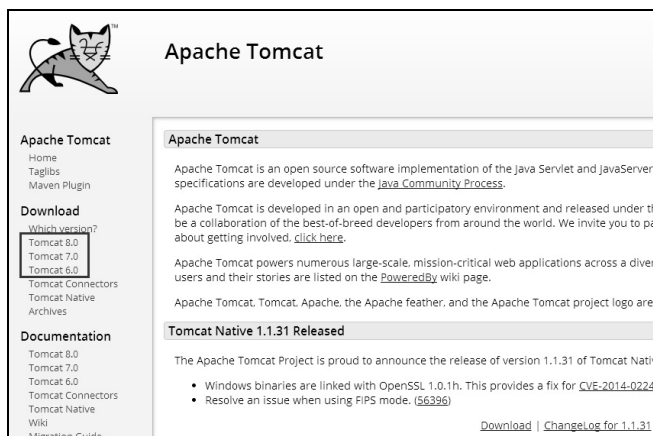 TM
Apache Tomcat
Apache Tomcat
Home
Taglibs
Maven Plugin
Download
Which version?
Tomcat 8.0
Tomcat 7.0
Tomcat 6.0
Tomcat Connectors
Tomcat Native
Archives
Documentation
Tomcat 8.0
Tomcat 7.0
Tomcat 6.0
Tomcat Connectors
Tomcat Native
Wiki
Migration Guide
Apache Tomcat
Apache Tomcat is an open source software implementation of the Java Servlet and JavaServer
specifications are developed under the Java Community Process.
Apache Tomcat is developed in an open and participatory environment and released under th
be a collaboration of the best-of-breed developers from around the world. We invite you to pa
about getting involved, click here.
Apache Tomcat powers numerous large-scale, mission-critical web applications across a diver
users and their stories are listed on the PoweredBy wiki page.
Apache Tomcat, Tomcat, Apache, the Apache feather, and the Apache Tomcat project logo are
Tomcat Native 1.1.31 Released
The Apache Tomcat Project is proud to announce the release of version 1.1.31 of Tomcat Nati
• Windows binaries are linked with OpenSSL 1.0.1h. This provides a fix for CVE-2014-0224
• Resolve an issue when using FIPS mode. (56396)
Download | ChangeLog for 1.1.31